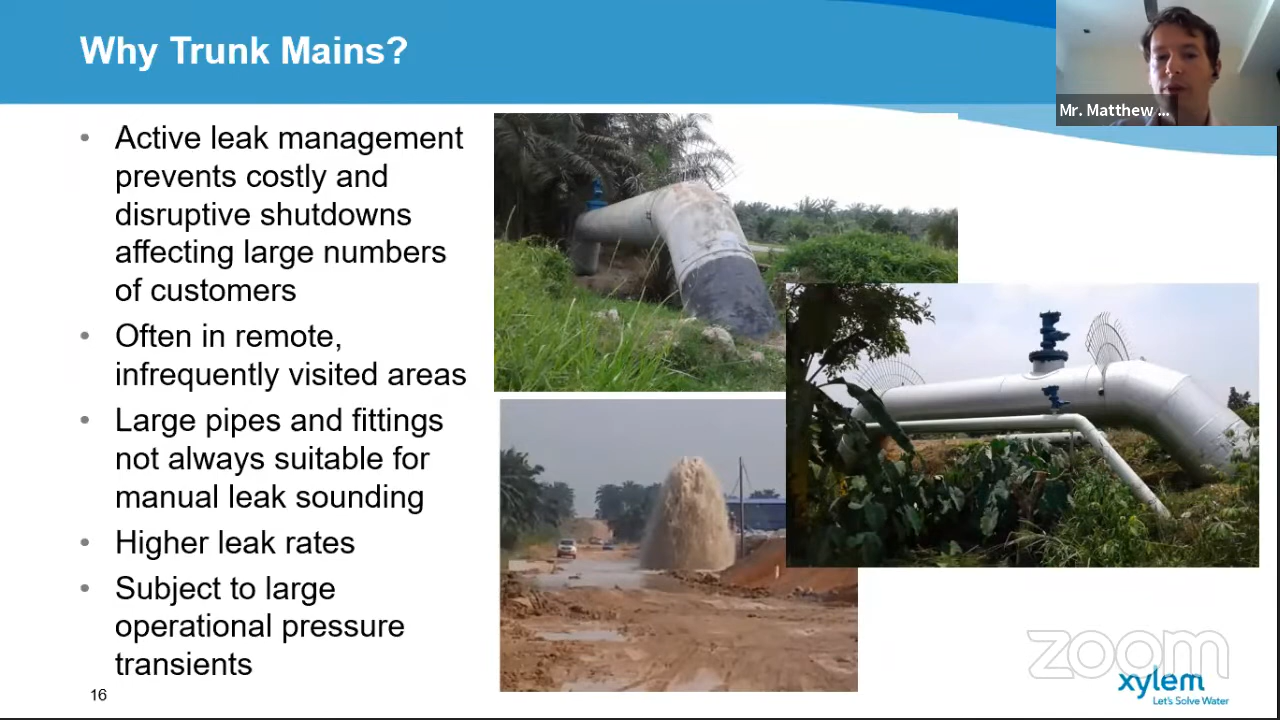 Why Trunk Mains?
Mr. Matthew ...
• Active leak management
prevents costly and
disruptive shutdowns
affecting large numbers
of customers
• Often in remote,
infrequently visited areas
• Large pipes and fittings
not always suitable for
manual leak sounding
• Higher leak rates
• Subject to large
operational pressure
transients
16
zoom
xylem
Let's Solve Water